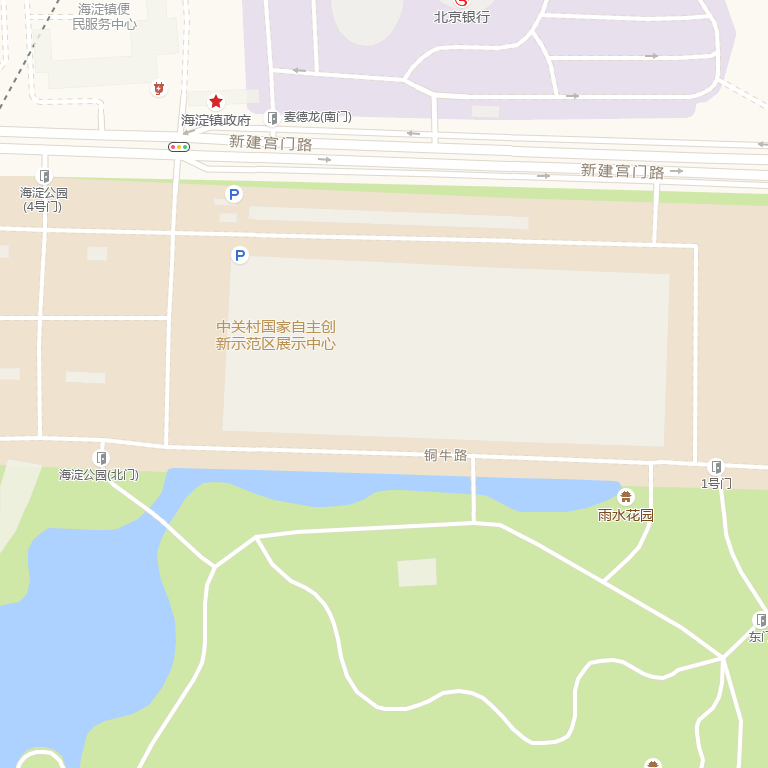 海淀镇便
民服务中心
北京银行
海淀镇政府
麦德龙(南门)
新建宫门路
新建宫门路
海淀公园
(4号门)
P
P
中关村国家自主创
新示范区展示中心
铜牛路
海淀公园(北门)
1号门
雨水花园
东门